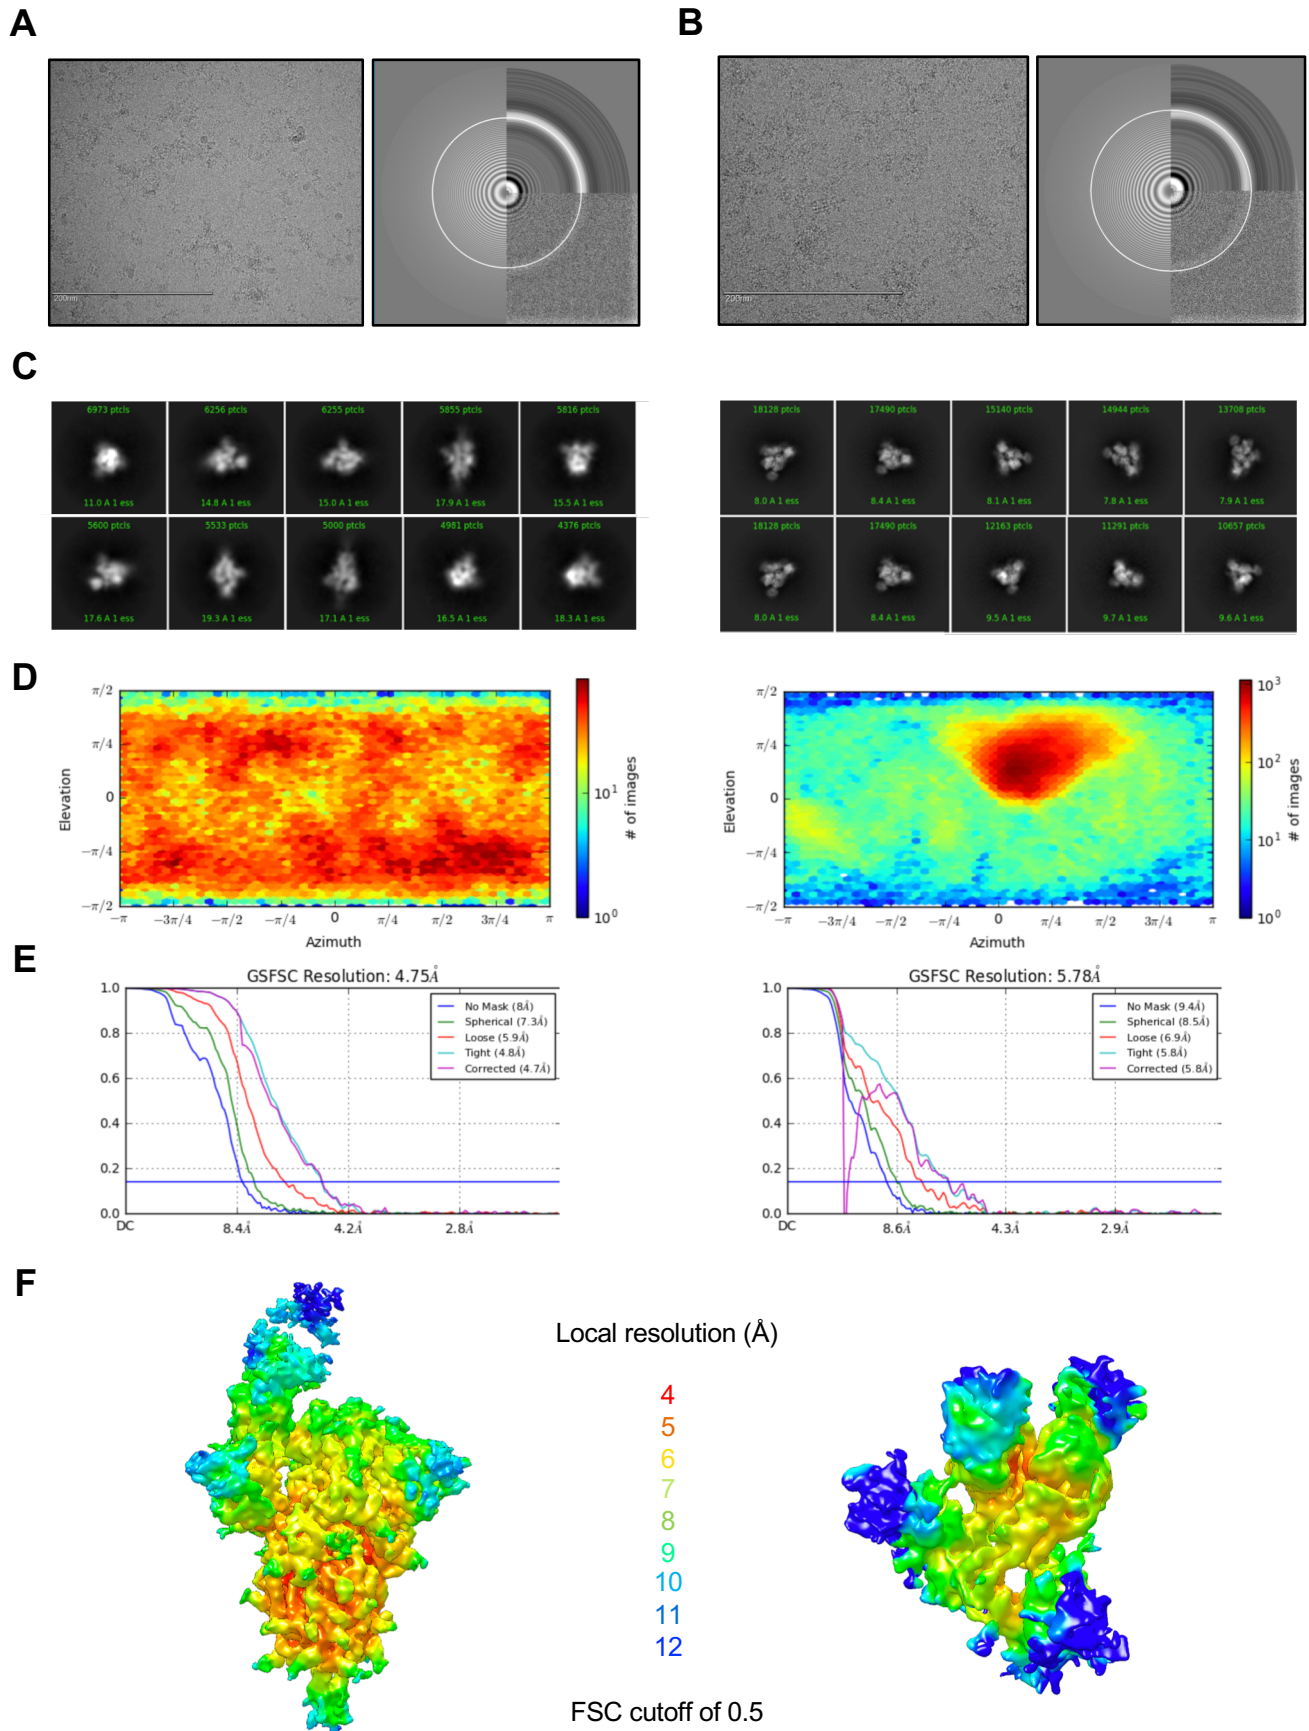 A
B
200nm
200nm
C
6973 ptcls
6256 ptcls
6255 ptcls
5855 ptcls
5816 ptcls
11.0 A 1 ess
14.8 A 1 ess
15.0 A 1 ess
17.9 A 1 ess
15.5 A 1 ess
5600 ptcls
5533 ptcls
5000 ptcls
4981 ptcls
4376 ptcls
17.6 A 1 ess
19.3 A 1 ess
17.1 A 1 ess
16.5 A 1 ess
18.3 A 1 ess
18128 ptcls
17490 ptcls
15140 ptcls
14944 ptcls
13708 ptcls
8.0 A 1 ess
8.4 A 1 ess
8.1 A 1 ess
7.8 A 1 ess
7.9 A 1 ess
18128 ptcls
17490 ptcls
12163 ptcls
11291 ptcls
10657 ptcls
8.0 A 1 ess
8.4 A 1 ess
9.5 A 1 ess
9.7 A 1 ess
9.6 A 1 ess
D
π/2
π/4
0
−π/4
−π/2
Elevation
−π
−3π/4
−π/2
−π/4
0
π/4
π/2
3π/4
π
Azimuth
10¹
10⁰
# of images
π/2
π/4
0
−π/4
−π/2
Elevation
−π
−3π/4
−π/2
−π/4
0
π/4
π/2
3π/4
π
Azimuth
10³
10²
10¹
10⁰
# of images
E
GSFSC Resolution: 4.75Å
1.0
0.8
0.6
0.4
0.2
0.0
DC
8.4Å
4.2Å
2.8Å
No Mask (8Å)
Spherical (7.3Å)
Loose (5.9Å)
Tight (4.8Å)
Corrected (4.7Å)
GSFSC Resolution: 5.78Å
1.0
0.8
0.6
0.4
0.2
0.0
DC
8.6Å
4.3Å
2.9Å
No Mask (9.4Å)
Spherical (8.5Å)
Loose (6.9Å)
Tight (5.8Å)
Corrected (5.8Å)
F
Local resolution (Å)
4
5
6
7
8
9
10
11
12
FSC cutoff of 0.5